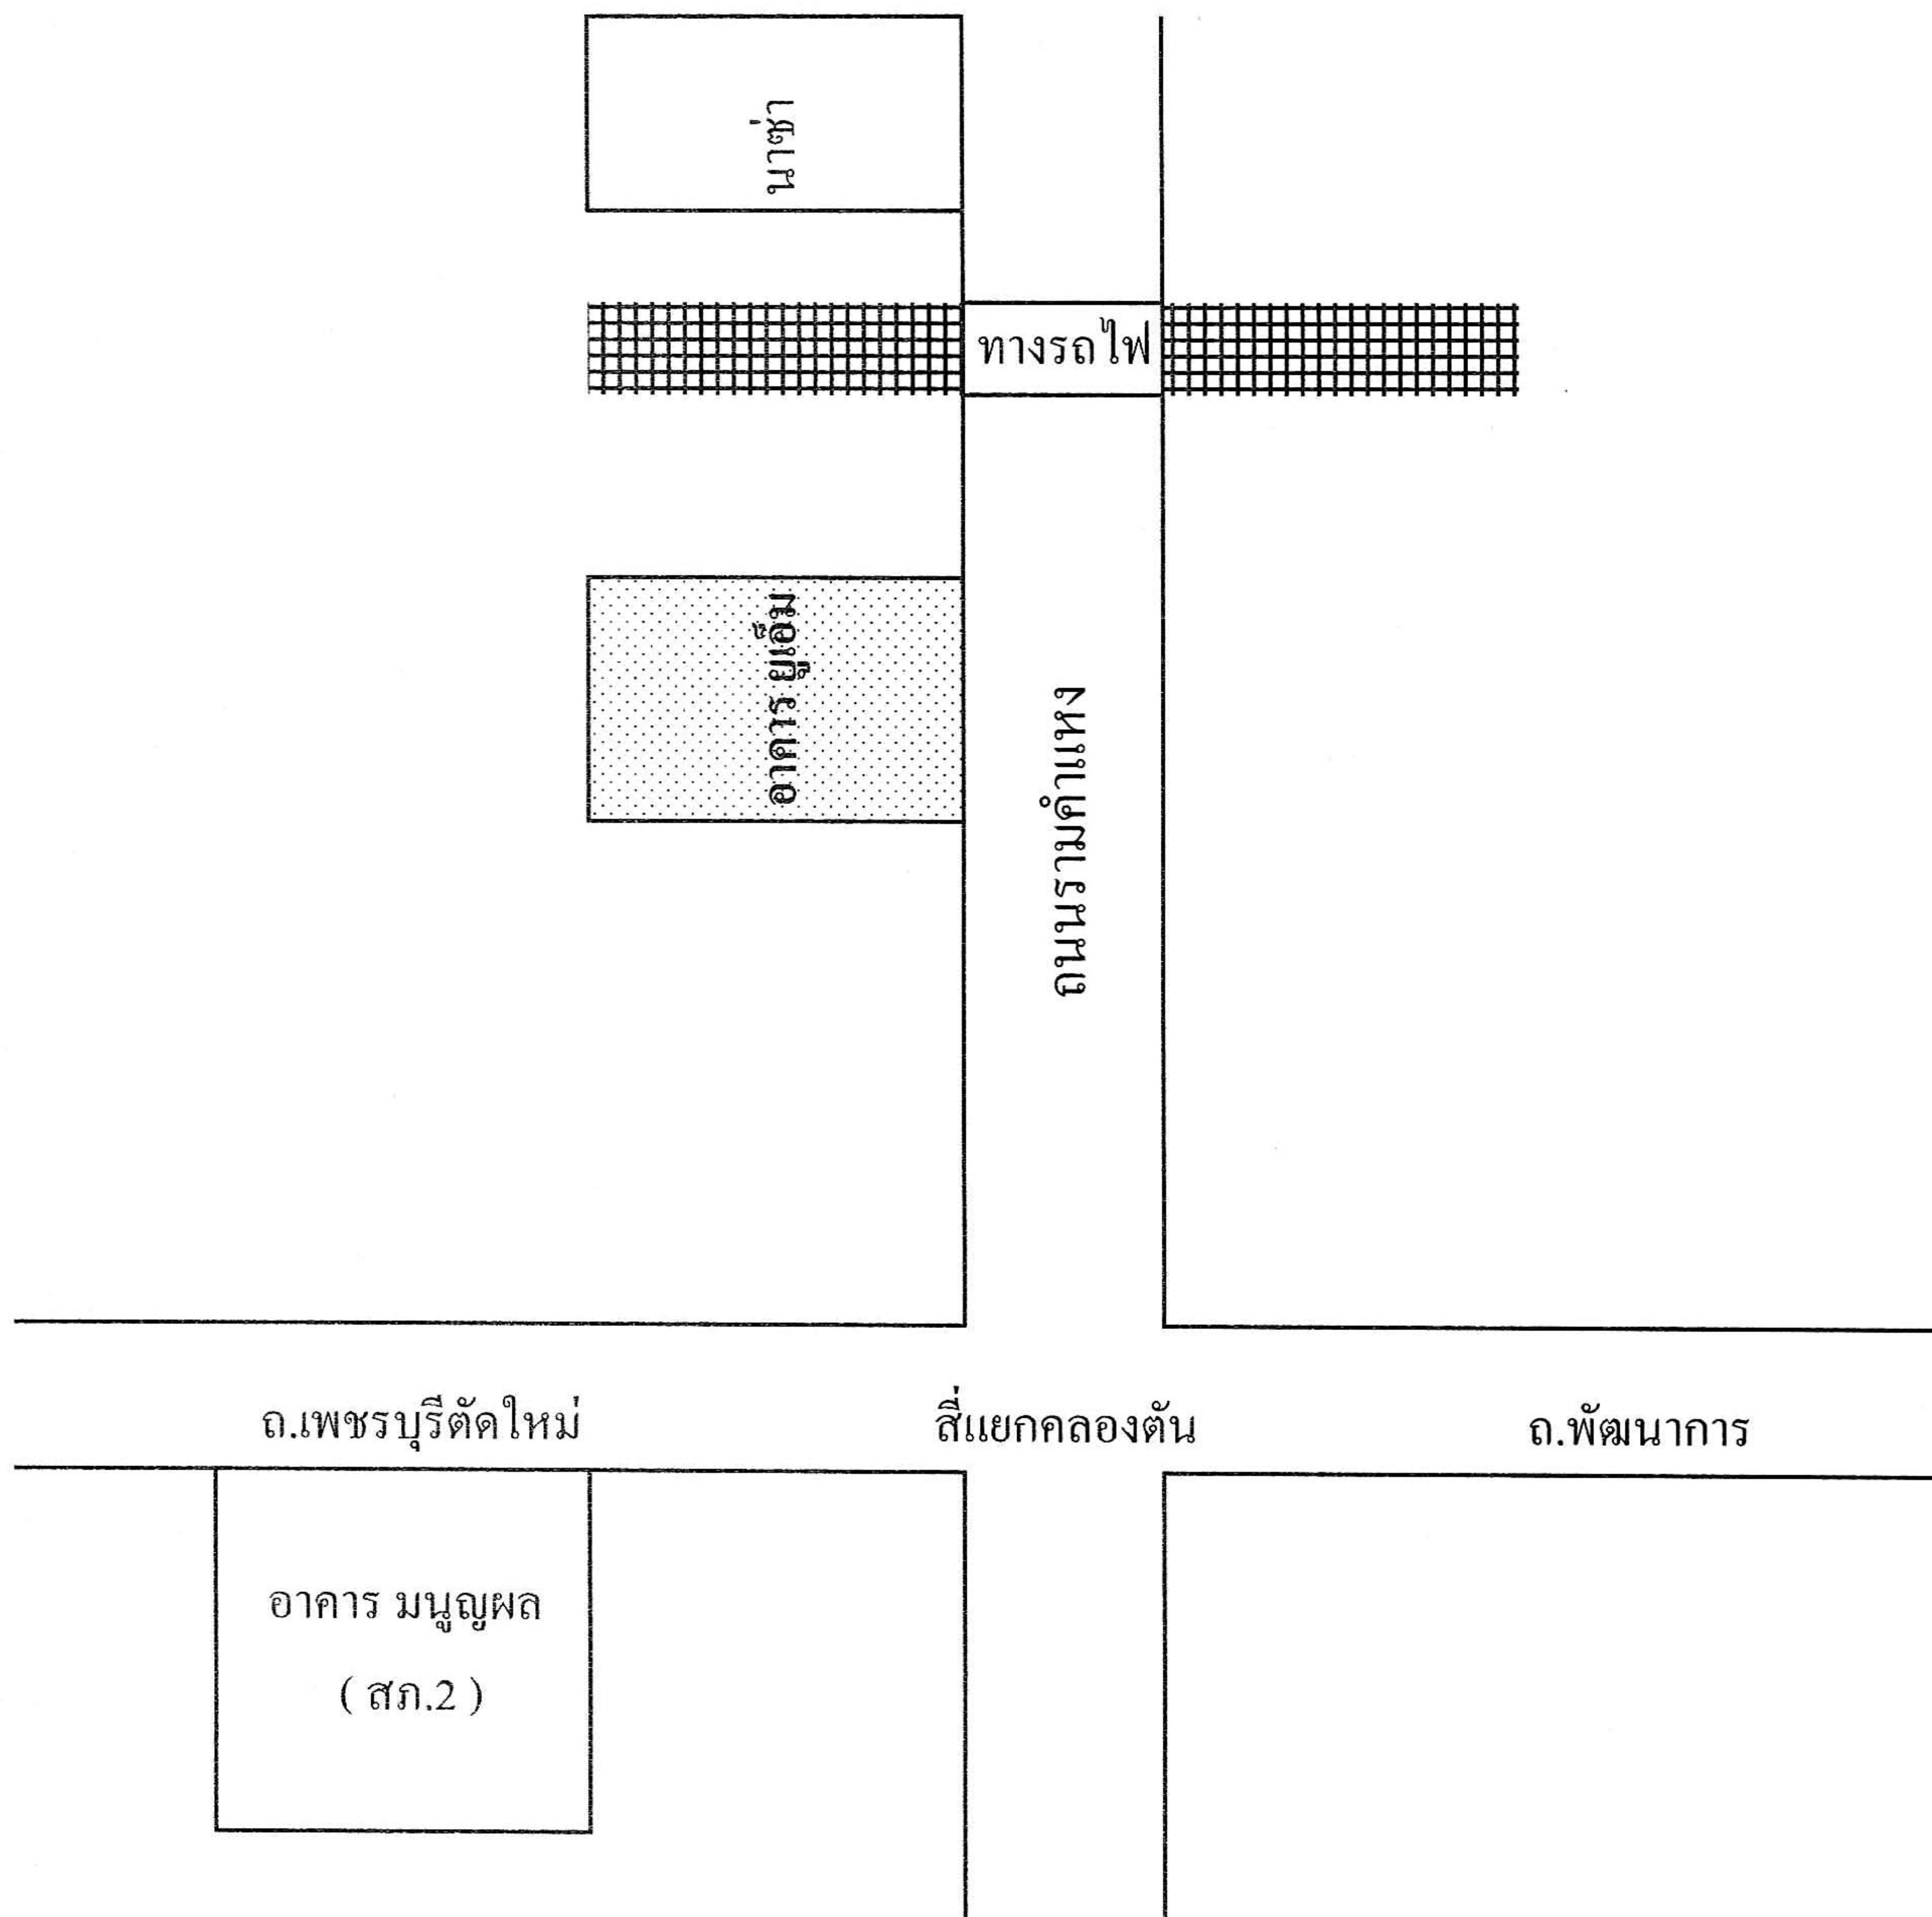 นาซ่า
ทางรถไฟ
อาคาร ยูเอ็ม
ถนนรามคำแหง
ถ.เพชรบุรีตัดใหม่
สี่แยกคลองตัน
ถ.พัฒนาการ
อาคาร มนูญผล
( สภ.2 )